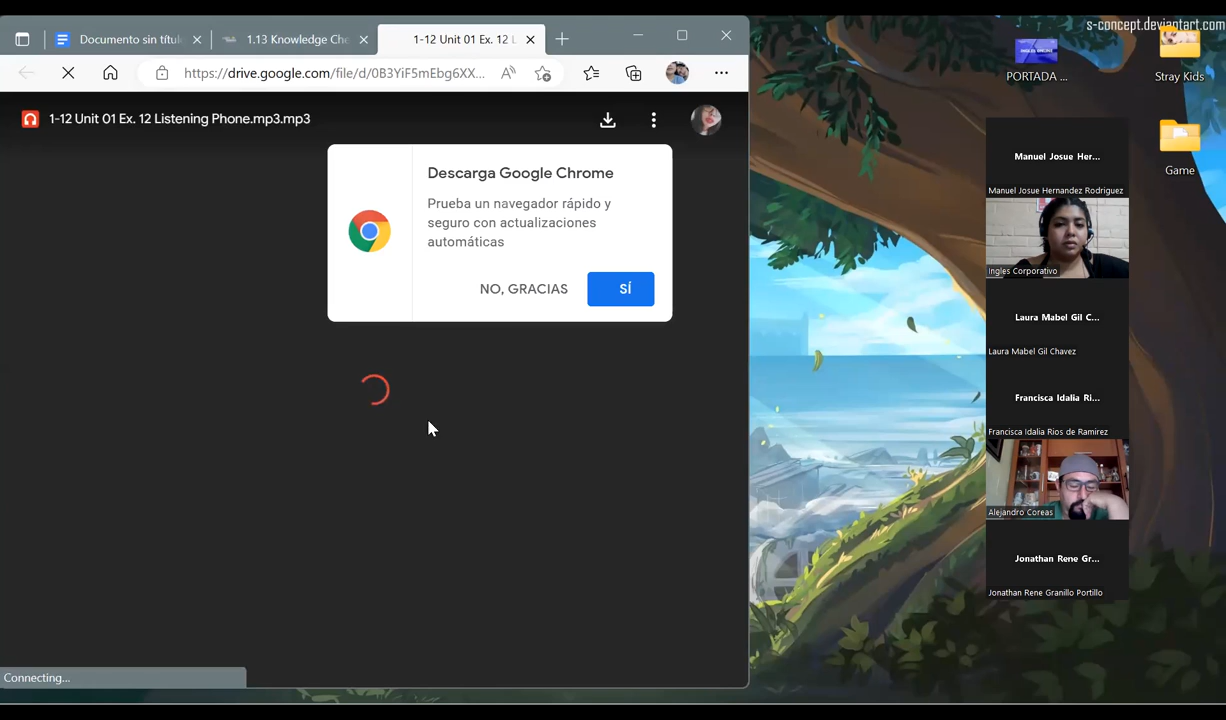 s-concept.deviantart.com
Documento sin títul
1.13 Knowledge Che
1-12 Unit 01 Ex. 12 L
https://drive.google.com/file/d/0B3YiF5mEbg6XX...
1-12 Unit 01 Ex. 12 Listening Phone.mp3.mp3
Descarga Google Chrome
Prueba un navegador rápido y
seguro con actualizaciones
automáticas
NO, GRACIAS
SÍ
Connecting...
PORTADA ...
Stray Kids
Game
Manuel Josue Her...
Manuel Josue Hernandez Rodriguez
Ingles Corporativo
Laura Mabel Gil C...
Laura Mabel Gil Chavez
Francisca Idalia Ri...
Francisca Idalia Rios de Ramirez
Alejandro Coreas
Jonathan Rene Gr...
Jonathan Rene Granillo Portillo